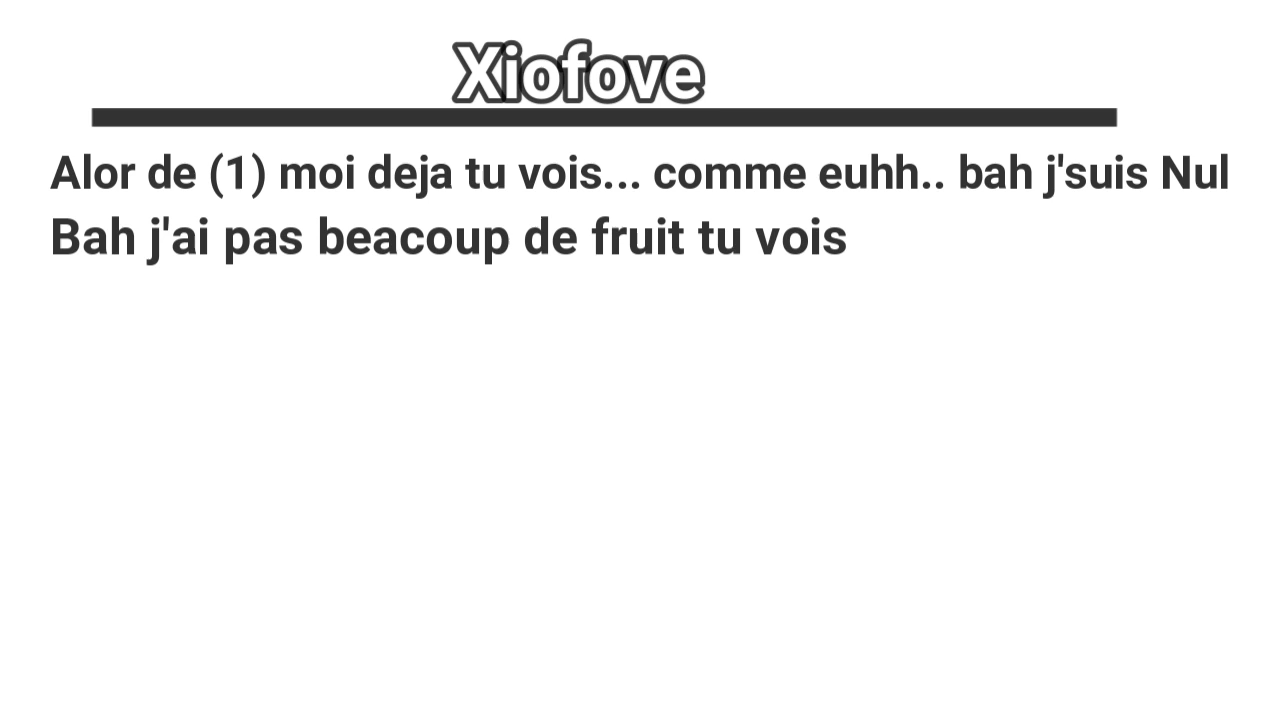 Xiofove
Alor de (1) moi deja tu vois... comme euhh.. bah j'suis Nul
Bah j'ai pas beacoup de fruit tu vois